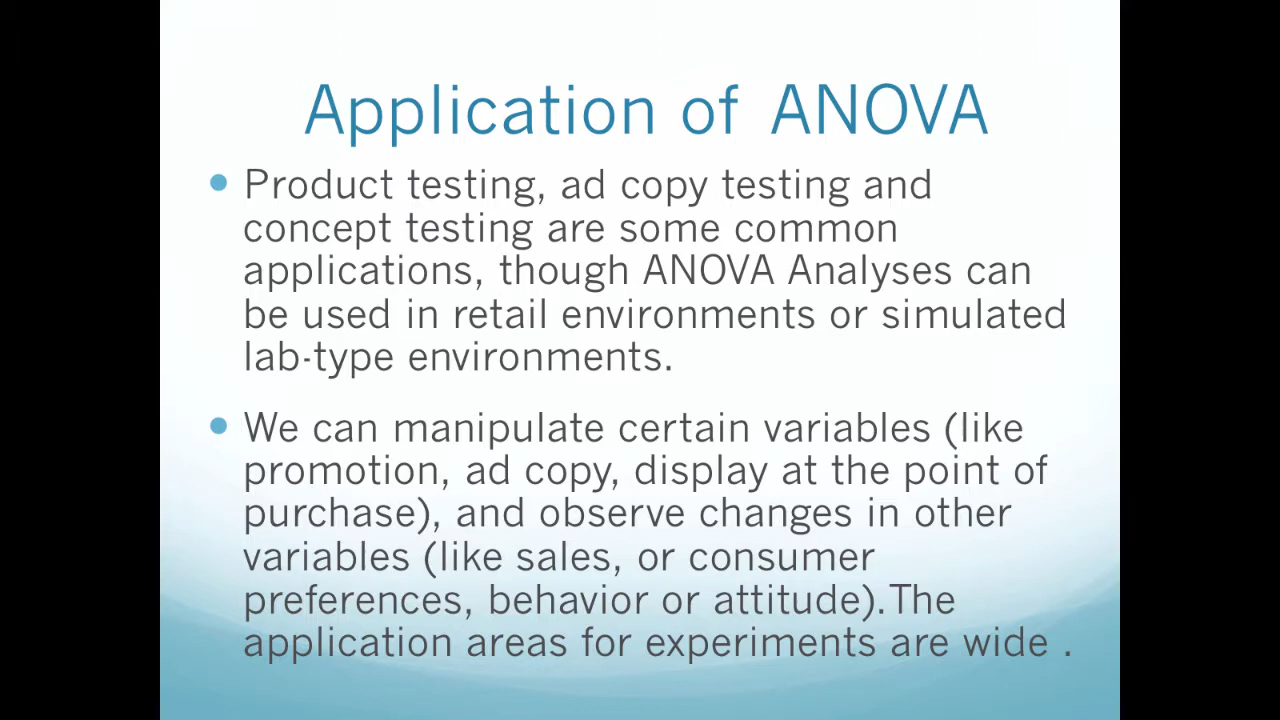 Application of ANOVA
• Product testing, ad copy testing and
concept testing are some common
applications, though ANOVA Analyses can
be used in retail environments or simulated
lab-type environments.
• We can manipulate certain variables (like
promotion, ad copy, display at the point of
purchase), and observe changes in other
variables (like sales, or consumer
preferences, behavior or attitude).The
application areas for experiments are wide .